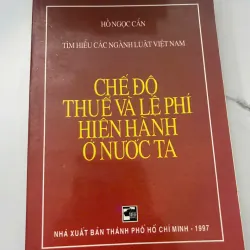 HỒ NGỌC CẨN
TÌM HIỂU CÁC NGÀNH LUẬT VIỆT NAM
CHẾ ĐỘ
THUẾ VÀ LỆ PHÍ
HIỆN HÀNH
Ở NƯỚC TA
NHÀ XUẤT BẢN THÀNH PHỐ HỒ CHÍ MINH - 1997